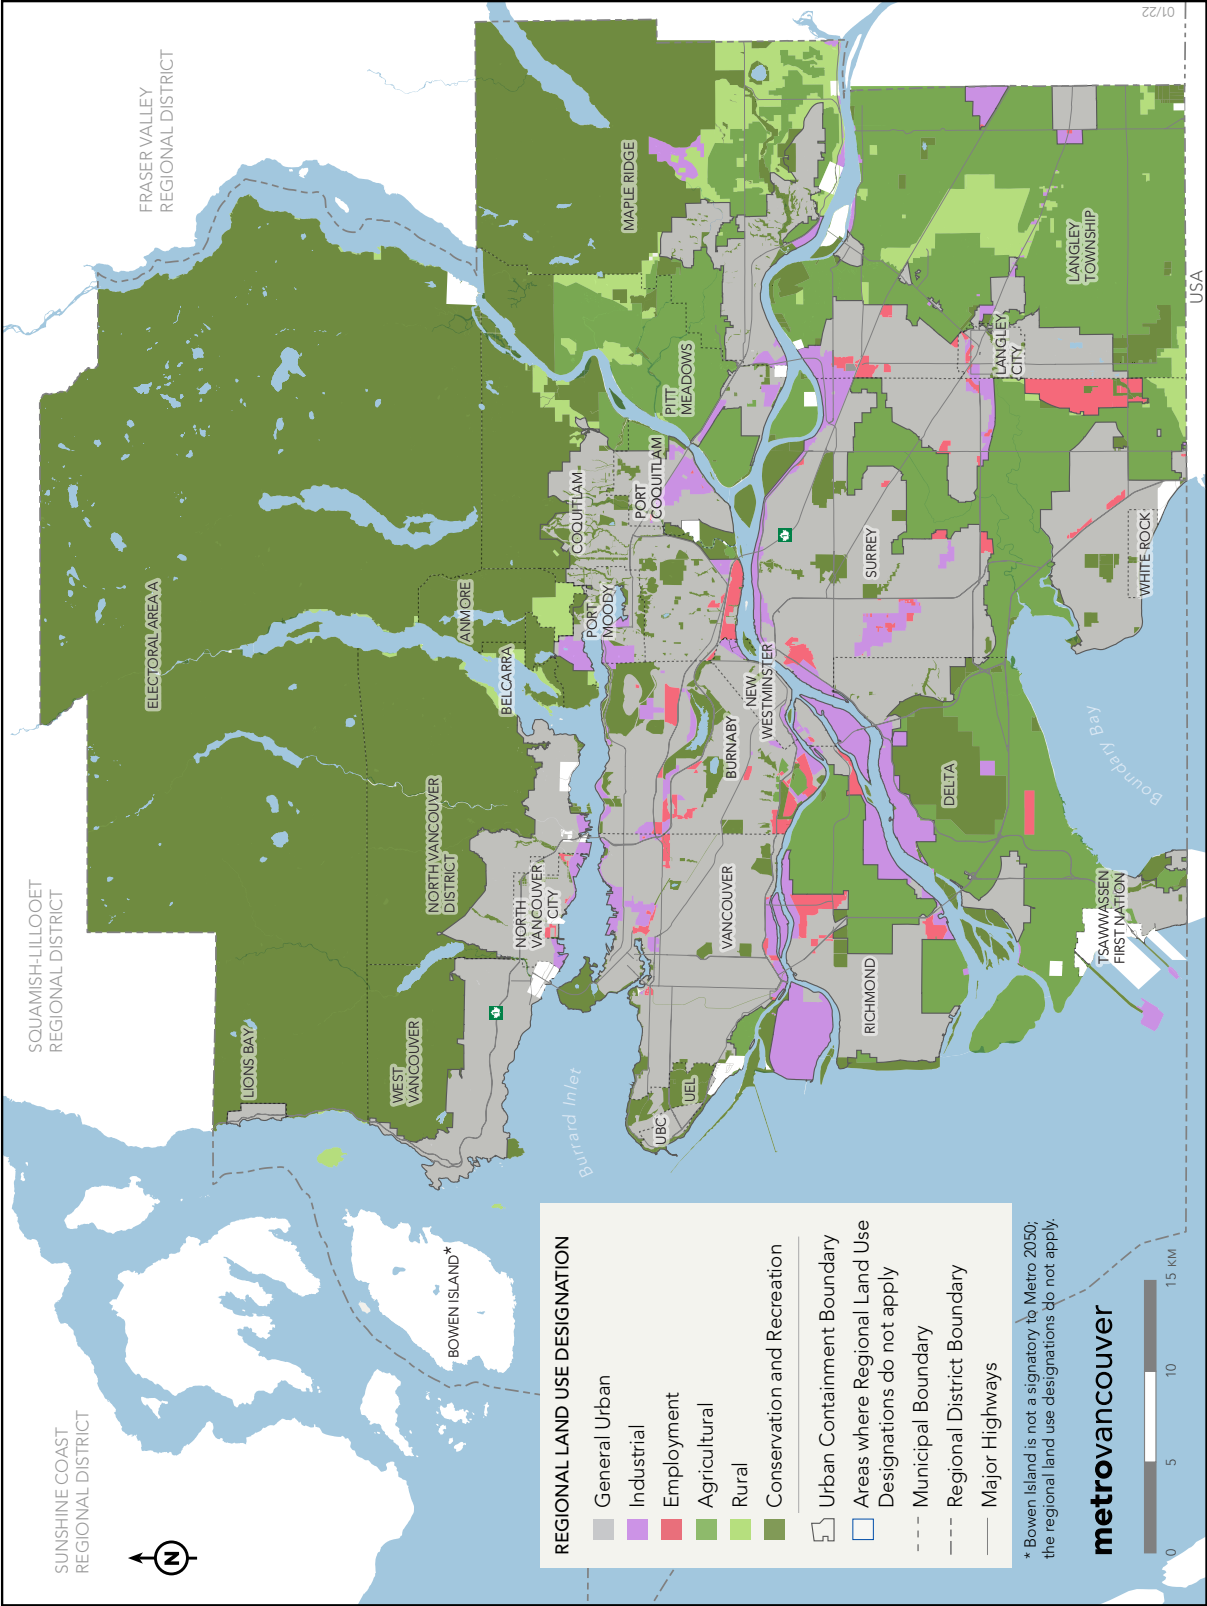 SUNSHINE COAST
REGIONAL DISTRICT
SQUAMISH-LILLOOET
REGIONAL DISTRICT
FRASER VALLEY
REGIONAL DISTRICT
N
ELECTORAL AREA A
LIONS BAY
BOWEN ISLAND*
WEST
VANCOUVER
NORTH VANCOUVER
DISTRICT
NORTH
VANCOUVER
CITY
BELCARRA
ANMORE
COQUITLAM
PORT
MOODY
PORT
COQUITLAM
PITT
MEADOWS
MAPLE RIDGE
Burrard Inlet
UBC
UEL
VANCOUVER
BURNABY
NEW
WESTMINSTER
RICHMOND
SURREY
DELTA
LANGLEY
CITY
LANGLEY
TOWNSHIP
WHITE ROCK
TSAWWASSEN
FIRST NATION
Boundary Bay
USA
REGIONAL LAND USE DESIGNATION
General Urban
Industrial
Employment
Agricultural
Rural
Conservation and Recreation
Urban Containment Boundary
Areas where Regional Land Use
Designations do not apply
Municipal Boundary
Regional District Boundary
Major Highways
* Bowen Island is not a signatory to Metro 2050;
the regional land use designations do not apply.
metrovancouver
0 5 10 15 KM
01/22